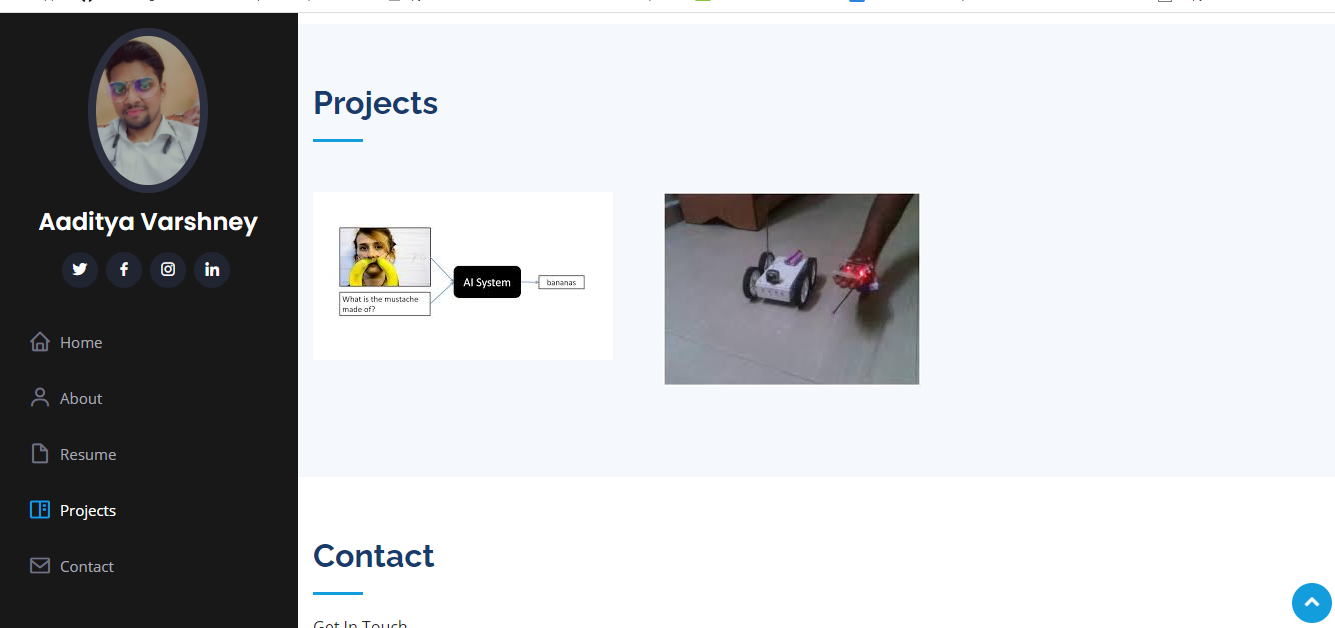 Aaditya Varshney
Home
About
Resume
Projects
Contact
Projects
What is the mustache
made of?
AI System
bananas
Contact
Get In Touch